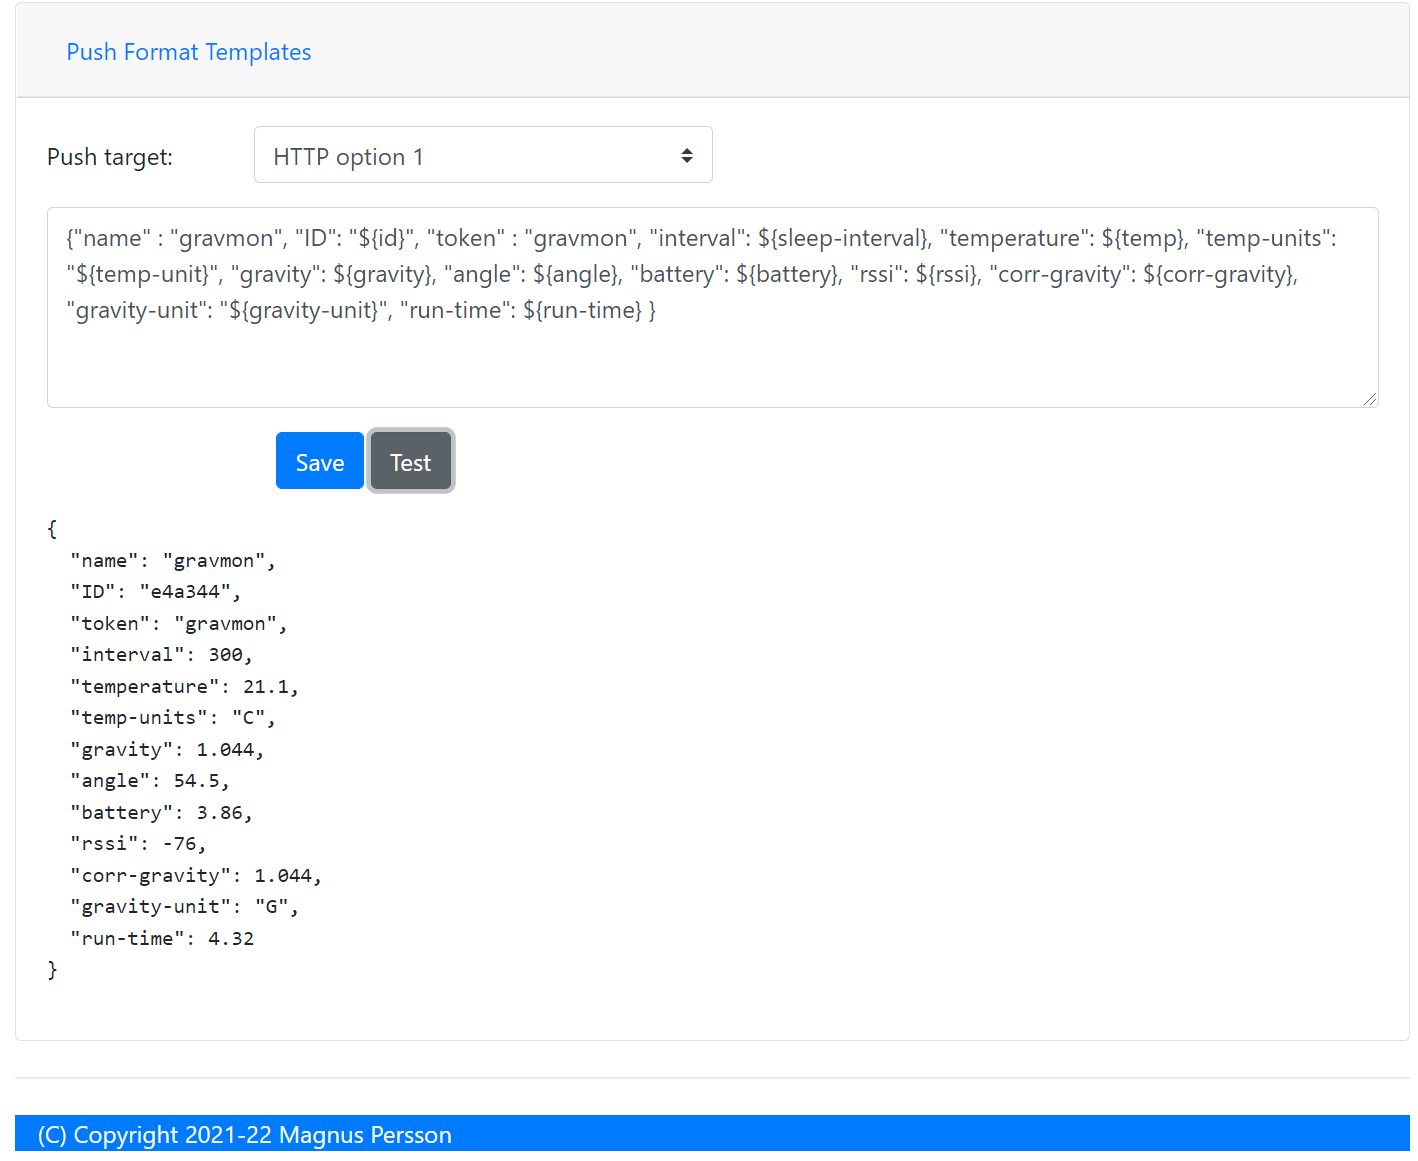 Push Format Templates
Push target:
HTTP option 1
{"name" : "gravmon", "ID": "${id}", "token" : "gravmon", "interval": ${sleep-interval}, "temperature": ${temp}, "temp-units":
"${temp-unit}", "gravity": ${gravity}, "angle": ${angle}, "battery": ${battery}, "rssi": ${rssi}, "corr-gravity": ${corr-gravity},
"gravity-unit": "${gravity-unit}", "run-time": ${run-time} }
Save Test
{
  "name": "gravmon",
  "ID": "e4a344",
  "token": "gravmon",
  "interval": 300,
  "temperature": 21.1,
  "temp-units": "C",
  "gravity": 1.044,
  "angle": 54.5,
  "battery": 3.86,
  "rssi": -76,
  "corr-gravity": 1.044,
  "gravity-unit": "G",
  "run-time": 4.32
}
(C) Copyright 2021-22 Magnus Persson